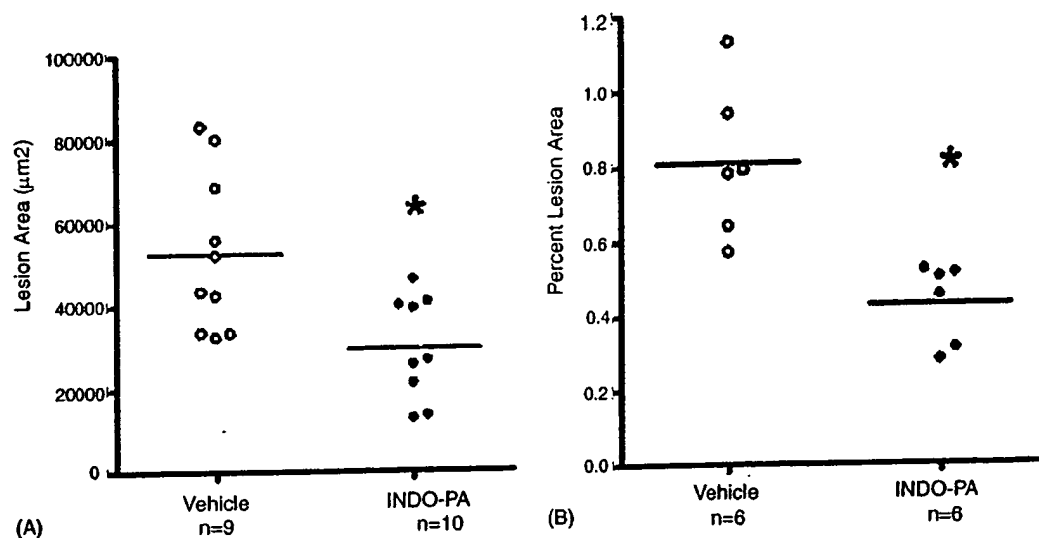 100000
80000
60000
40000
20000
0
Lesion Area (μm2)
*
Vehicle
n=9
INDO-PA
n=10
(A)
1.2
1.0
0.8
0.6
0.4
0.2
0.0
Percent Lesion Area
*
Vehicle
n=6
INDO-PA
n=6
(B)